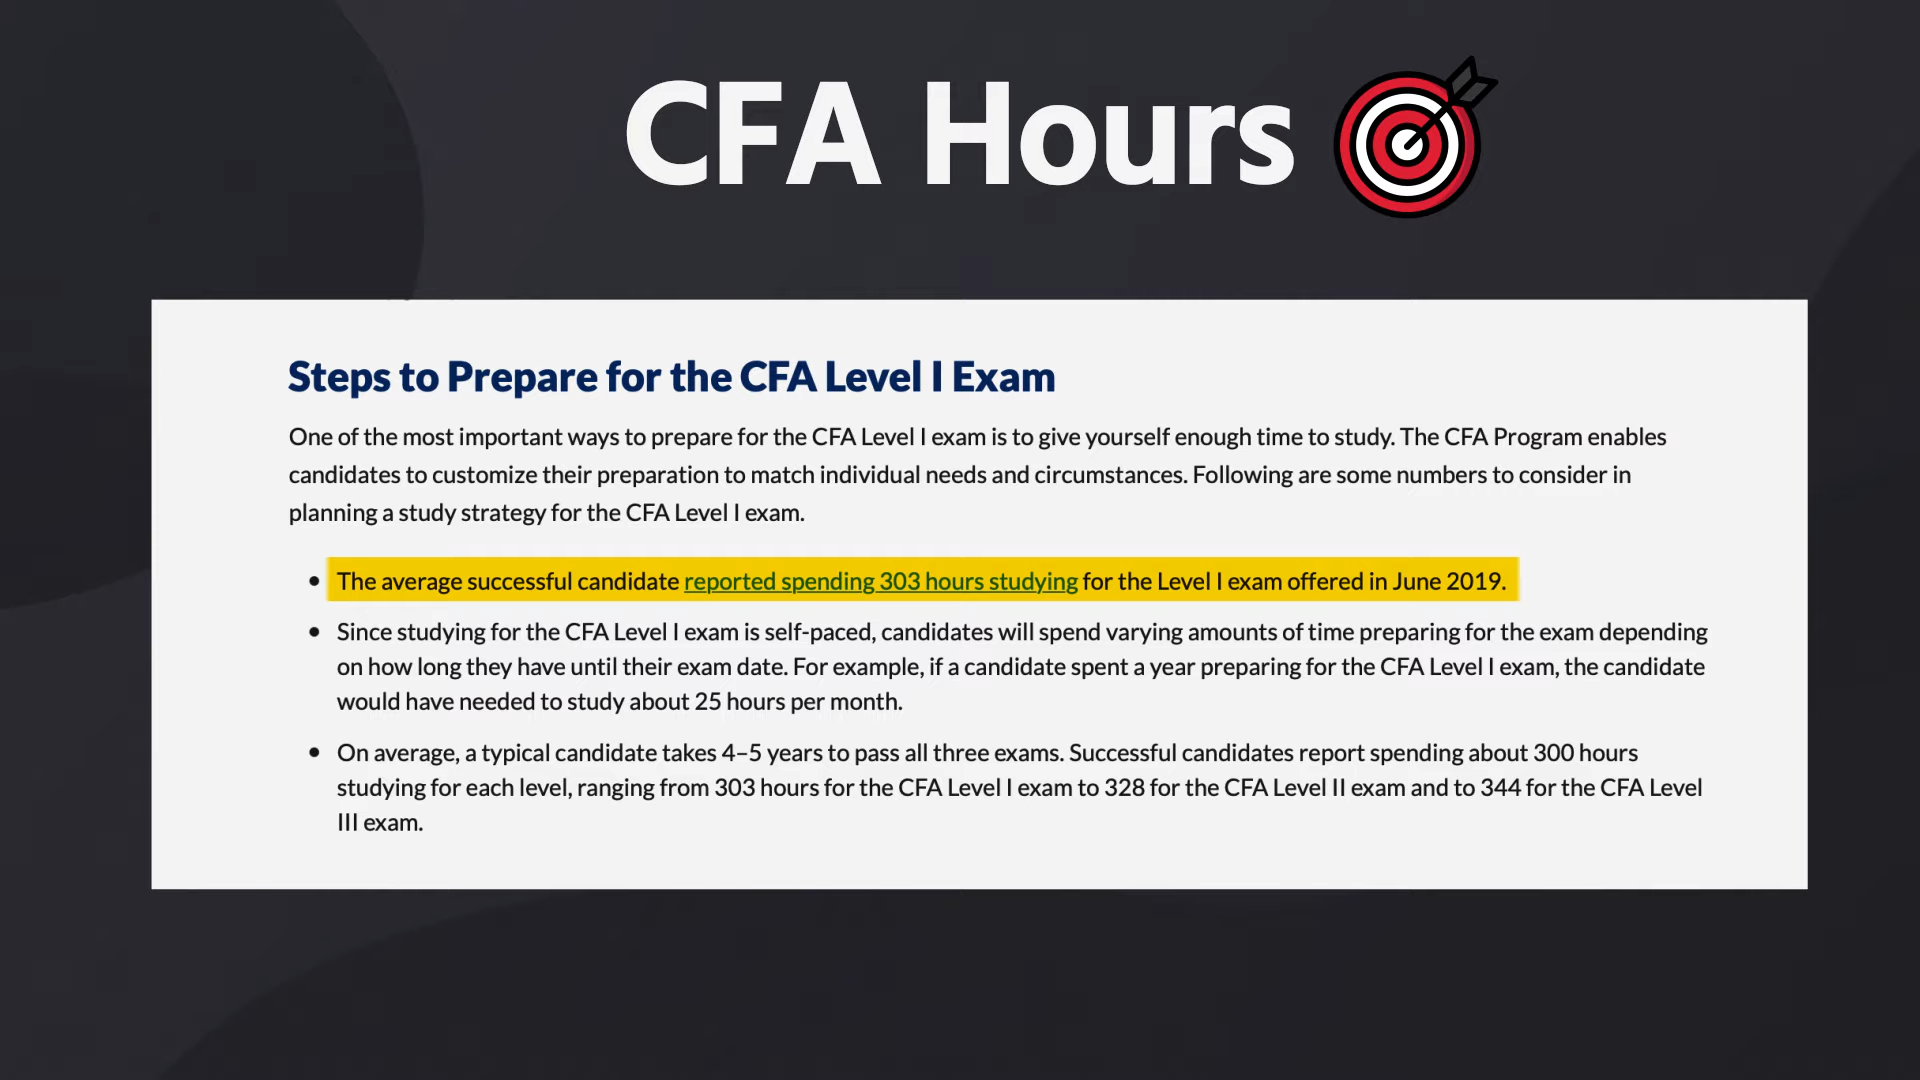 CFA Hours
Steps to Prepare for the CFA Level I Exam
One of the most important ways to prepare for the CFA Level I exam is to give yourself enough time to study. The CFA Program enables
candidates to customize their preparation to match individual needs and circumstances. Following are some numbers to consider in
planning a study strategy for the CFA Level I exam.
• The average successful candidate reported spending 303 hours studying for the Level I exam offered in June 2019.
• Since studying for the CFA Level I exam is self-paced, candidates will spend varying amounts of time preparing for the exam depending
on how long they have until their exam date. For example, if a candidate spent a year preparing for the CFA Level I exam, the candidate
would have needed to study about 25 hours per month.
• On average, a typical candidate takes 4–5 years to pass all three exams. Successful candidates report spending about 300 hours
studying for each level, ranging from 303 hours for the CFA Level I exam to 328 for the CFA Level II exam and to 344 for the CFA Level
III exam.